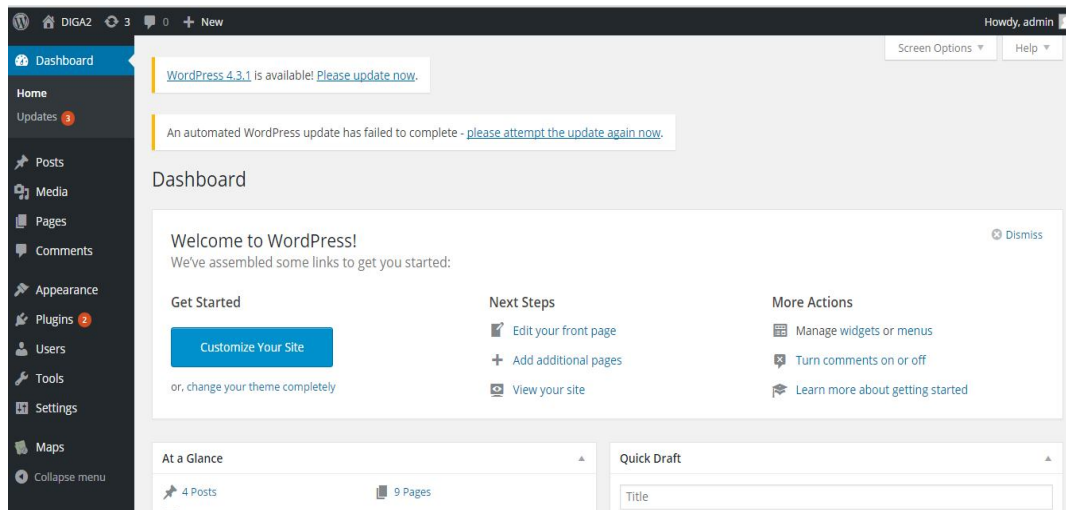 DIGA2 3 0 + New Howdy, admin
Screen Options Help
Dashboard
Home
Updates 3
Posts
Media
Pages
Comments
Appearance
Plugins 2
Users
Tools
Settings
Maps
Collapse menu
WordPress 4.3.1 is available! Please update now.
An automated WordPress update has failed to complete - please attempt the update again now.
Dashboard
Welcome to WordPress!
Dismiss
We've assembled some links to get you started:
Get Started
Customize Your Site
or, change your theme completely
Next Steps
Edit your front page
Add additional pages
View your site
More Actions
Manage widgets or menus
Turn comments on or off
Learn more about getting started
At a Glance
4 Posts 9 Pages
Quick Draft
Title